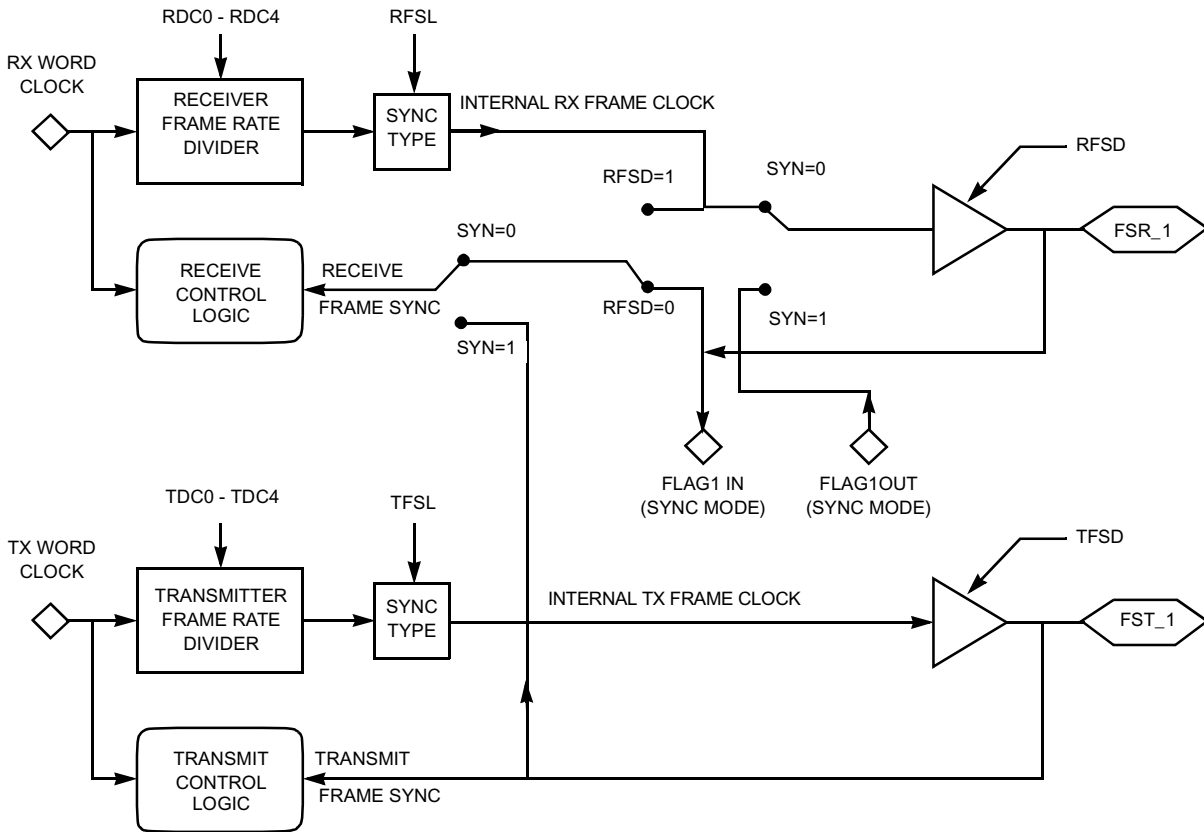 RDC0 - RDC4
RFSL
RX WORD
CLOCK
RECEIVER
FRAME RATE
DIVIDER
SYNC
TYPE
INTERNAL RX FRAME CLOCK
RFSD=1
SYN=0
RFSD
FSR_1
RECEIVE
CONTROL
LOGIC
RECEIVE
FRAME SYNC
SYN=0
SYN=1
RFSD=0
SYN=1
FLAG1 IN
(SYNC MODE)
FLAG1OUT
(SYNC MODE)
TDC0 - TDC4
TFSL
TX WORD
CLOCK
TRANSMITTER
FRAME RATE
DIVIDER
SYNC
TYPE
INTERNAL TX FRAME CLOCK
TFSD
FST_1
TRANSMIT
CONTROL
LOGIC
TRANSMIT
FRAME SYNC